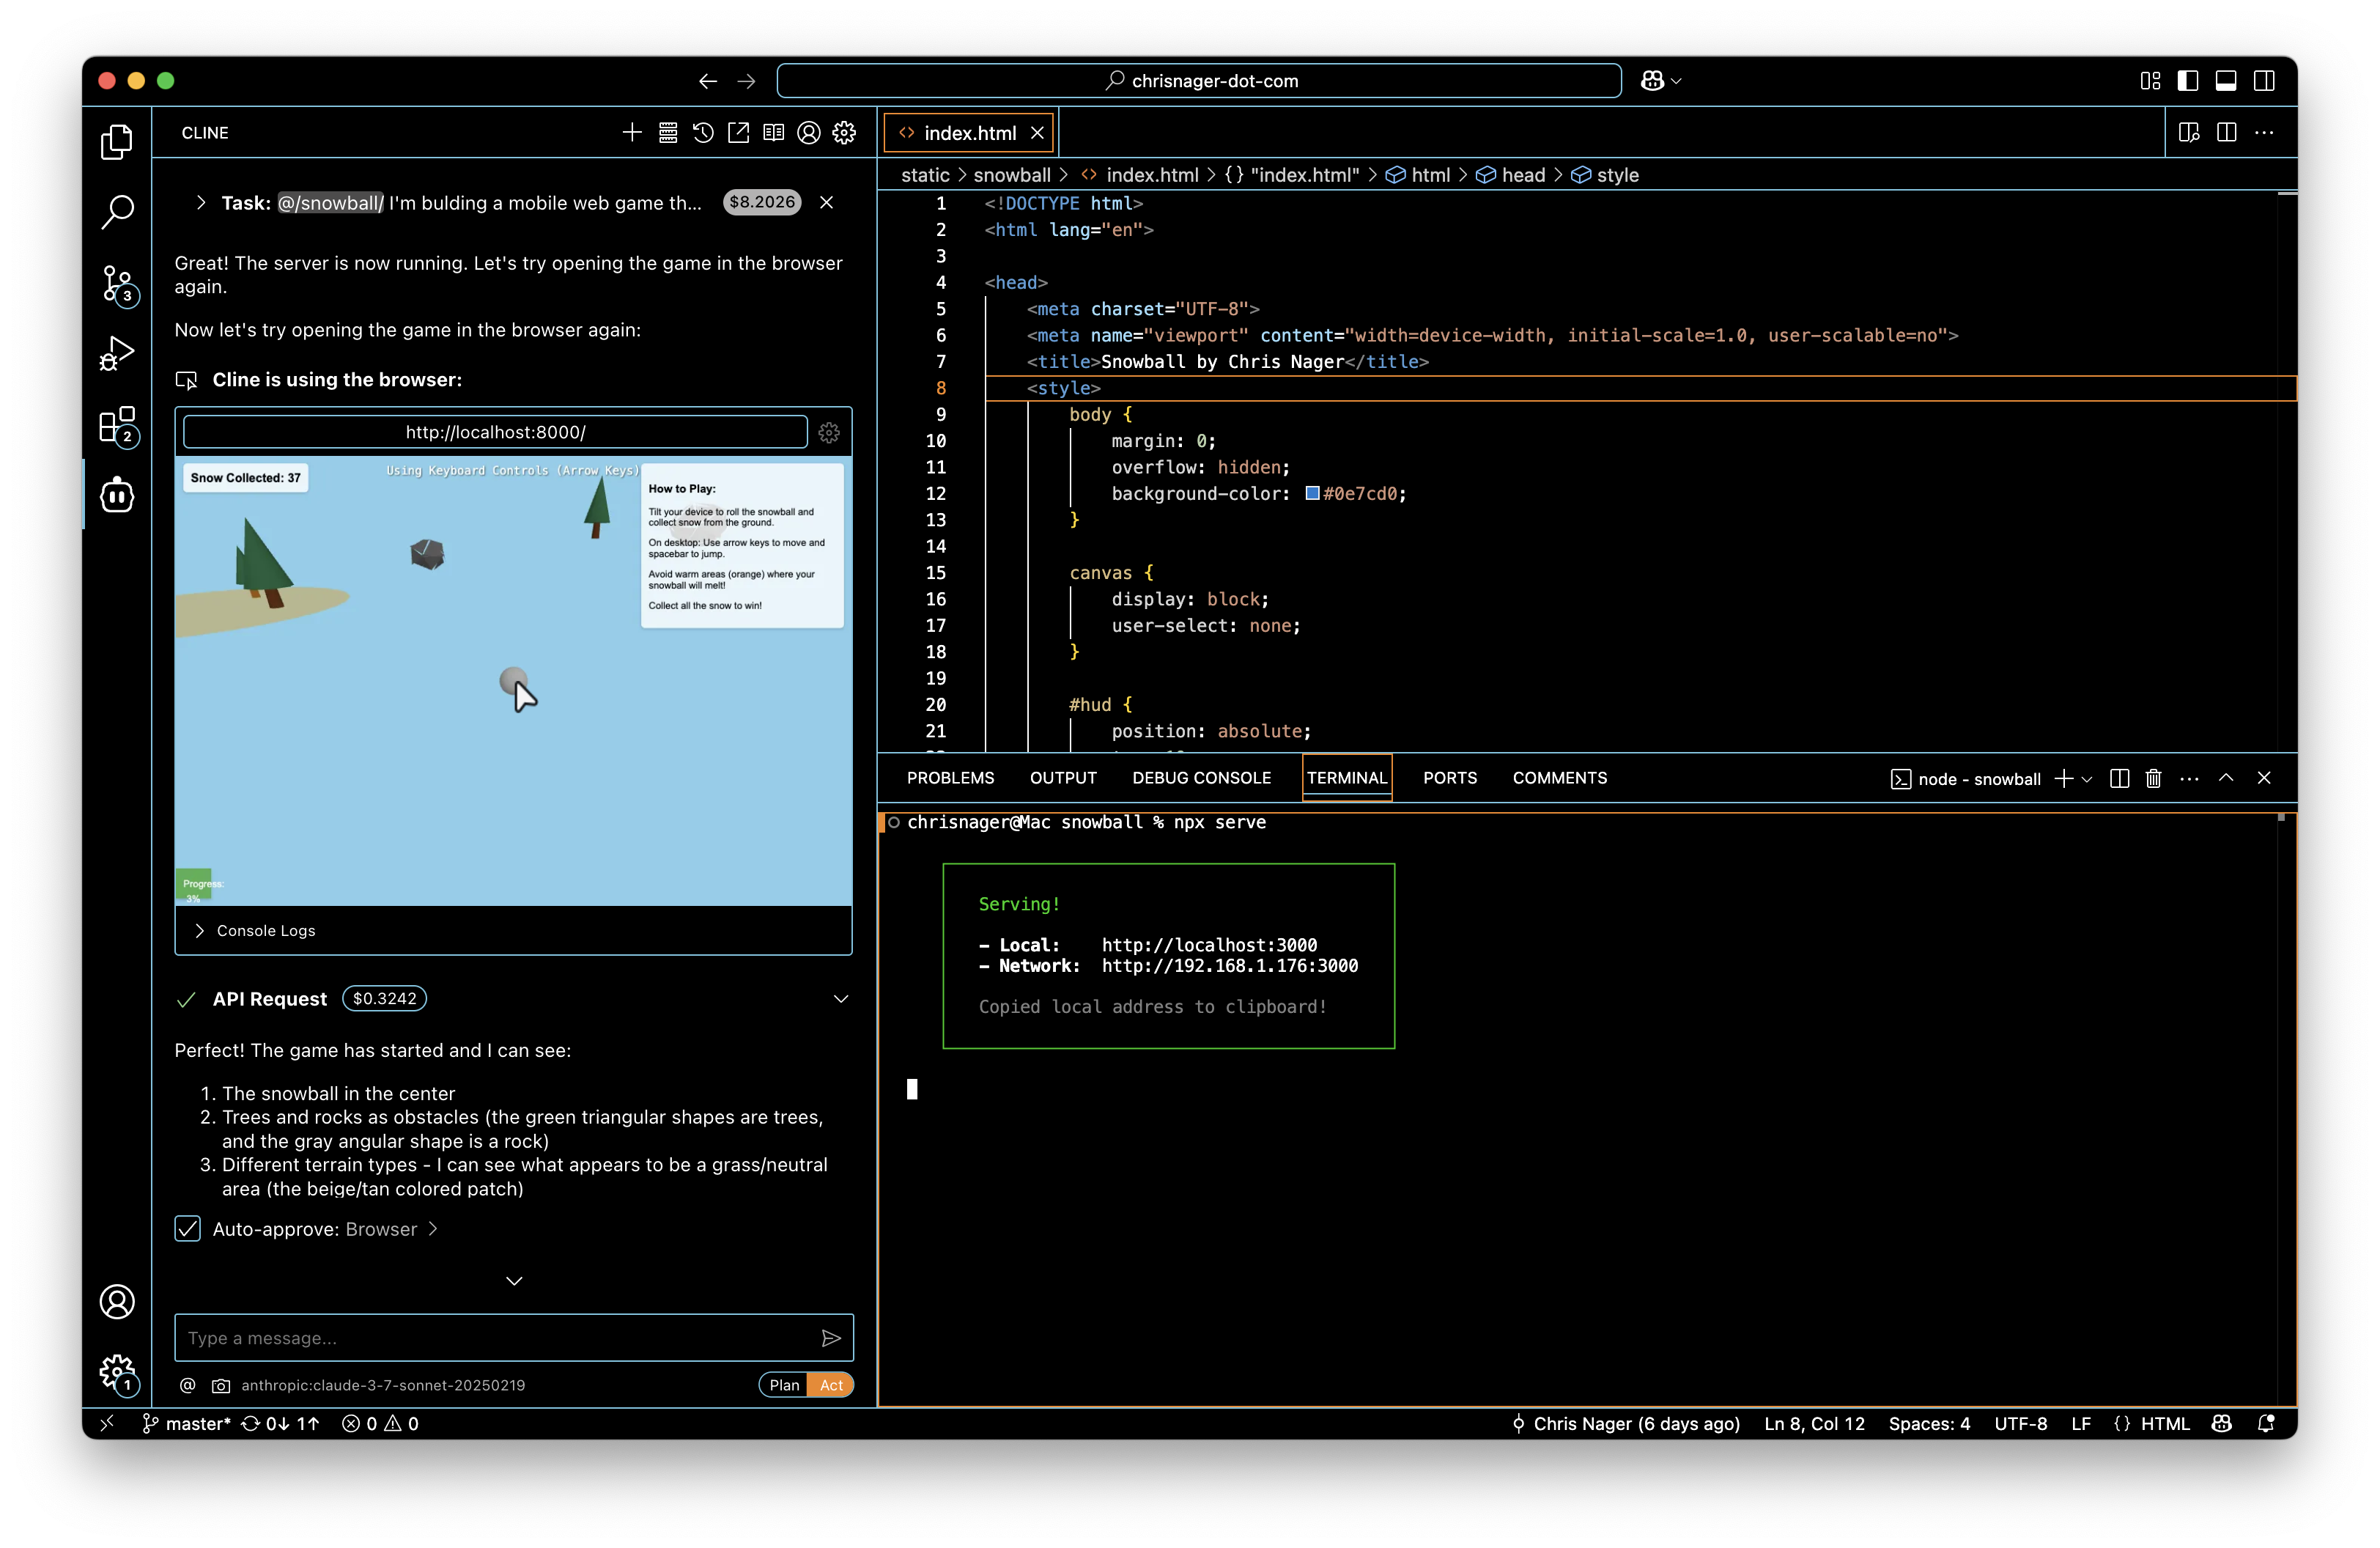 chrisnager-dot-com
CLINE
Task: @/snowball/ I'm bulding a mobile web game th... $8.2026
Great! The server is now running. Let's try opening the game in the browser
again.
Now let's try opening the game in the browser again:
Cline is using the browser:
http://localhost:8000/
Snow Collected: 37
Using Keyboard Controls (Arrow Keys)
How to Play:
Tilt your device to roll the snowball and
collect snow from the ground.
On desktop: Use arrow keys to move and
spacebar to jump.
Avoid warm areas (orange) where your
snowball will melt!
Collect all the snow to win!
Progress:
3%
Console Logs
API Request $0.3242
Perfect! The game has started and I can see:
1. The snowball in the center
2. Trees and rocks as obstacles (the green triangular shapes are trees,
and the gray angular shape is a rock)
3. Different terrain types - I can see what appears to be a grass/neutral
area (the beige/tan colored patch)
Auto-approve: Browser
Type a message...
@ anthropic:claude-3-7-sonnet-20250219
Plan Act
3
2
1
index.html
static > snowball > index.html > {} "index.html" > html > head > style
1 <!DOCTYPE html>
2 <html lang="en">
3
4 <head>
5 <meta charset="UTF-8">
6 <meta name="viewport" content="width=device-width, initial-scale=1.0, user-scalable=no">
7 <title>Snowball by Chris Nager</title>
8 <style>
9 body {
10 margin: 0;
11 overflow: hidden;
12 background-color: #0e7cd0;
13 }
14
15 canvas {
16 display: block;
17 user-select: none;
18 }
19
20 #hud {
21 position: absolute;
PROBLEMS OUTPUT DEBUG CONSOLE TERMINAL PORTS COMMENTS
node - snowball
chrisnager@Mac snowball % npx serve
Serving!
- Local: http://localhost:3000
- Network: http://192.168.1.176:3000
Copied local address to clipboard!
master* 0↓ 1↑ 0 0
Chris Nager (6 days ago) Ln 8, Col 12 Spaces: 4 UTF-8 LF {} HTML